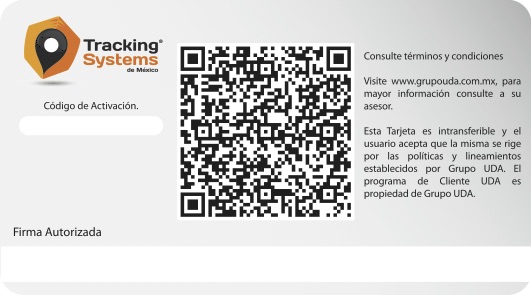 Tracking®
Systems
de México
Código de Activación.
Firma Autorizada
Consulte términos y condiciones
Visite www.grupouda.com.mx, para
mayor información consulte a su
asesor.
Esta Tarjeta es intransferible y el
usuario acepta que la misma se rige
por las políticas y lineamientos
establecidos por Grupo UDA. El
programa de Cliente UDA es
propiedad de Grupo UDA.